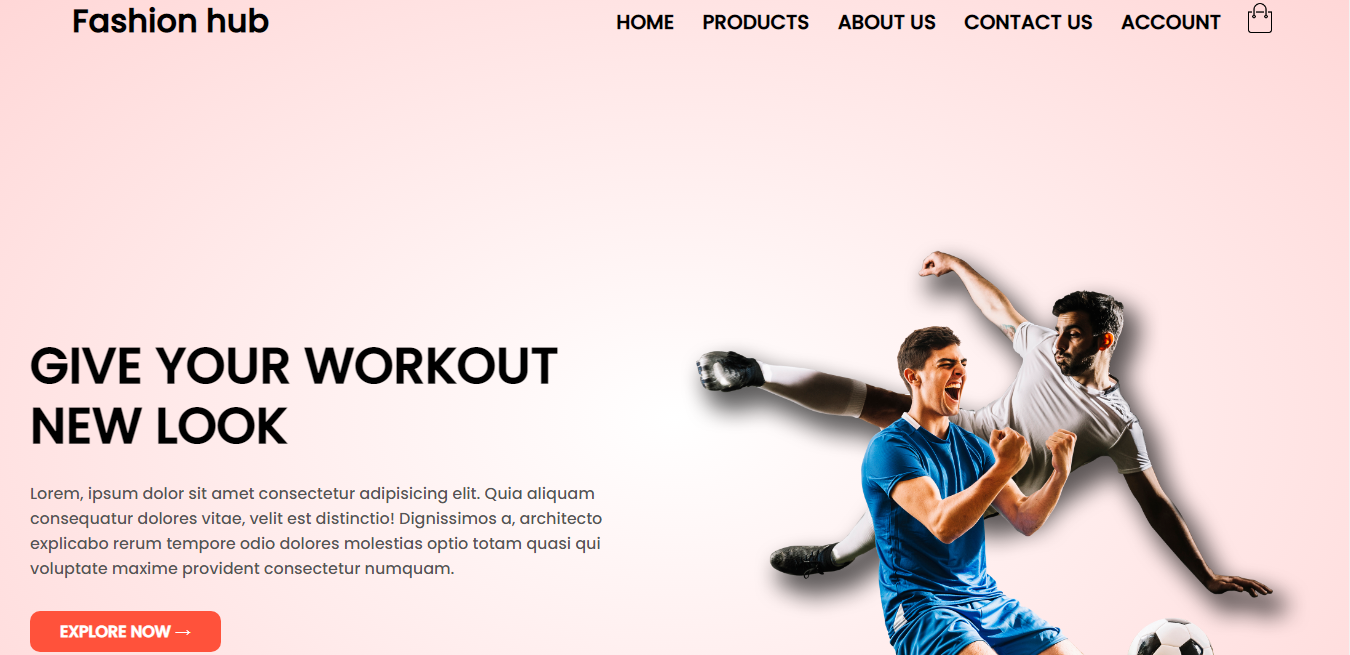 Fashion hub
HOME PRODUCTS ABOUT US CONTACT US ACCOUNT
GIVE YOUR WORKOUT
NEW LOOK
Lorem, ipsum dolor sit amet consectetur adipisicing elit. Quia aliquam
consequatur dolores vitae, velit est distinctio! Dignissimos a, architecto
explicabo rerum tempore odio dolores molestias optio totam quasi qui
voluptate maxime provident consectetur numquam.
EXPLORE NOW →